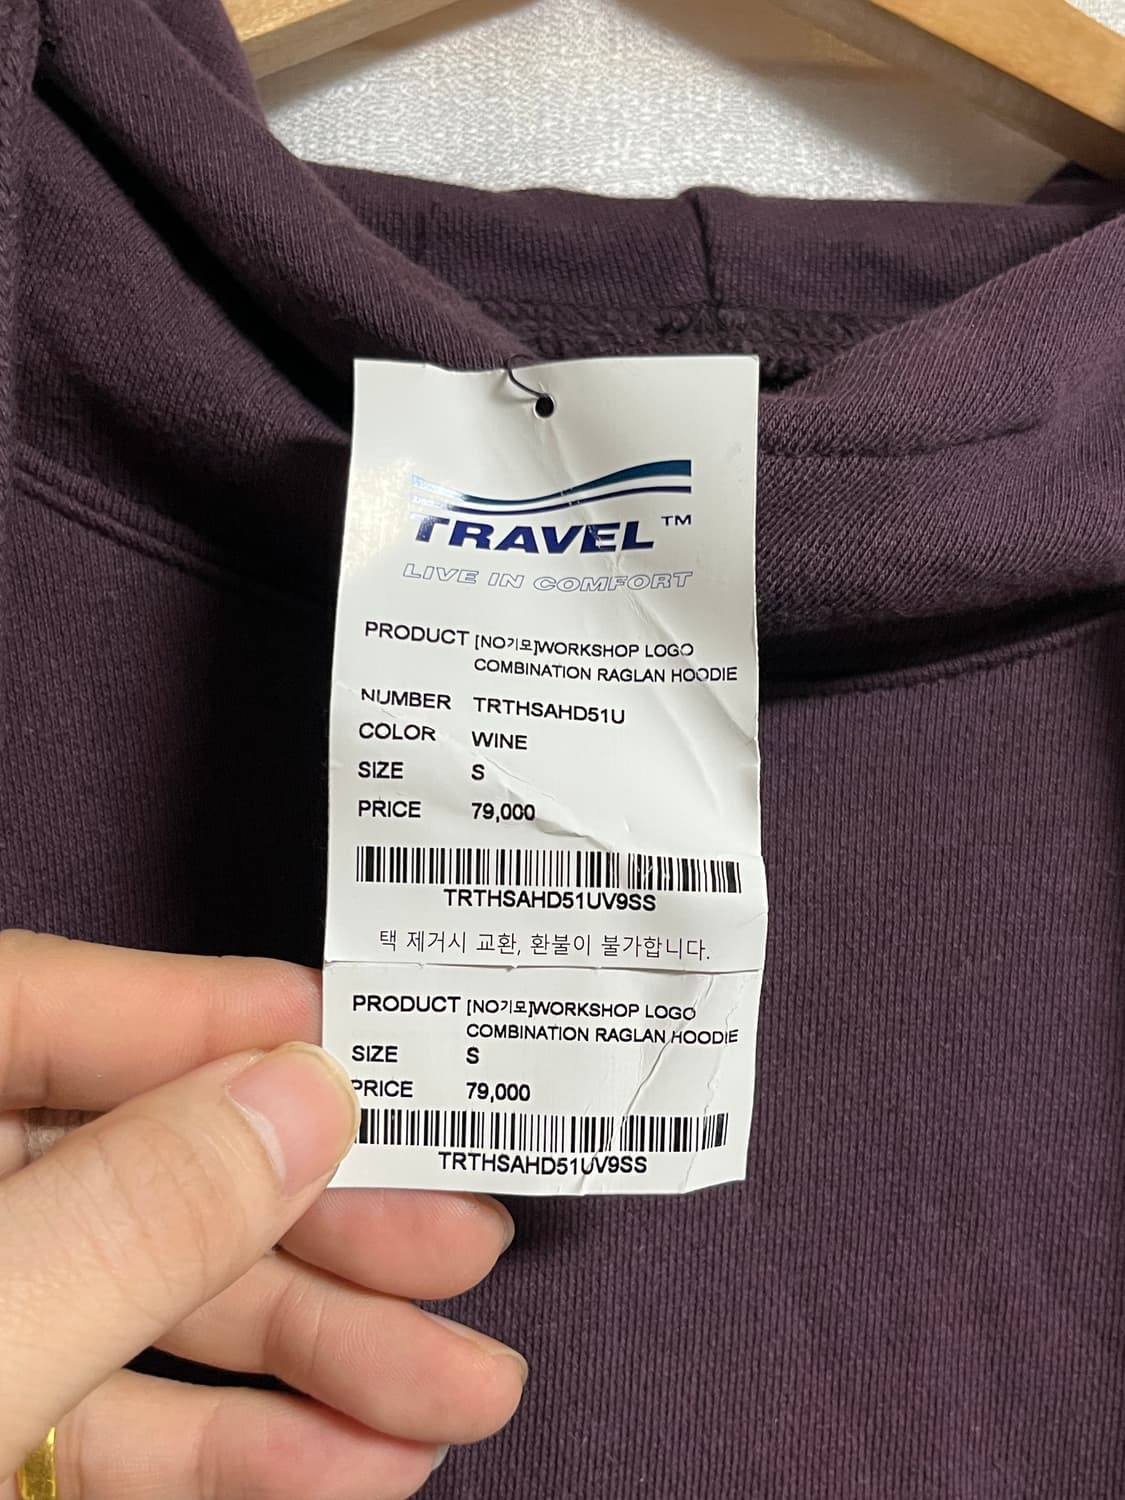 TRAVEL™
LIVE IN COMFORT
PRODUCT [NO기모]WORKSHOP LOGO
COMBINATION RAGLAN HOODIE
NUMBER TRTHSAHD51U
COLOR WINE
SIZE S
PRICE 79,000
TRTHSAHD51UV9SS
택 제거시 교환, 환불이 불가합니다.
PRODUCT [NO기모]WORKSHOP LOGO
COMBINATION RAGLAN HOODIE
SIZE S
PRICE 79,000
TRTHSAHD51UV9SS